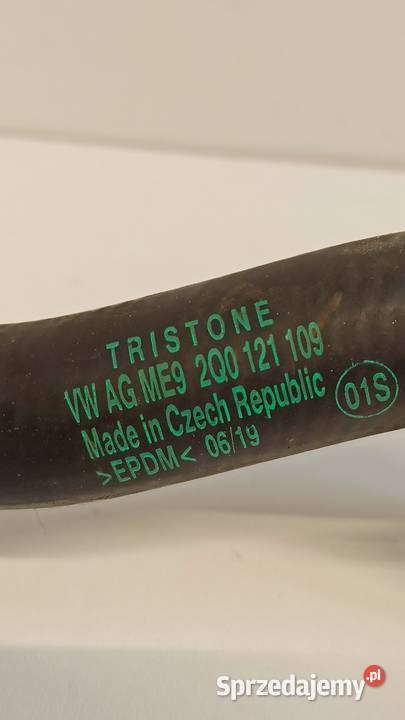 TRISTONE
VW AG ME9 2Q0 121 109
Made in Czech Republic 01S
>EPDM< 06/19
Sprzedajemy.pl